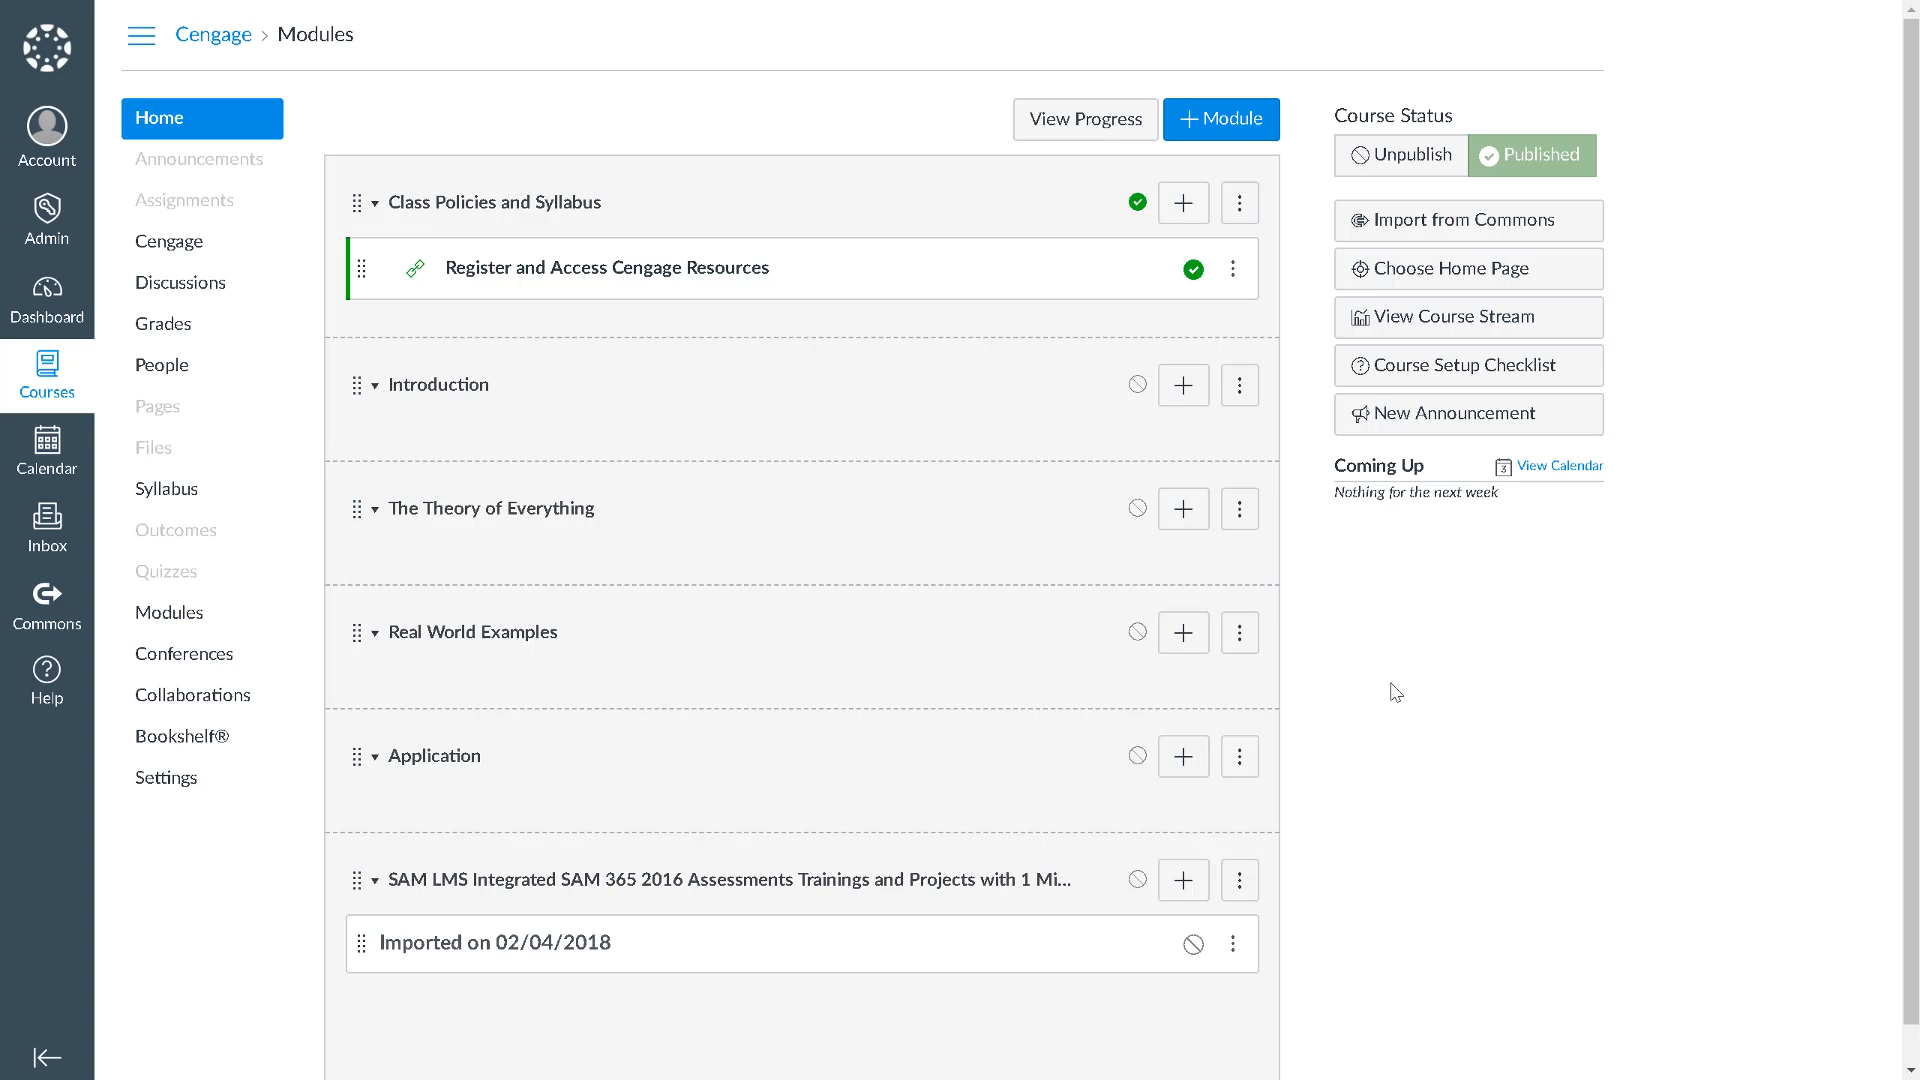 Cengage › Modules
Account
Admin
Dashboard
Courses
Calendar
Inbox
Commons
Help
Home
Announcements
Assignments
Cengage
Discussions
Grades
People
Pages
Files
Syllabus
Outcomes
Quizzes
Modules
Conferences
Collaborations
Bookshelf®
Settings
View Progress
+ Module
Class Policies and Syllabus
Register and Access Cengage Resources
Introduction
The Theory of Everything
Real World Examples
Application
SAM LMS Integrated SAM 365 2016 Assessments Trainings and Projects with 1 Mi...
Imported on 02/04/2018
Course Status
Unpublish Published
Import from Commons
Choose Home Page
View Course Stream
Course Setup Checklist
New Announcement
Coming Up 3 View Calendar
Nothing for the next week